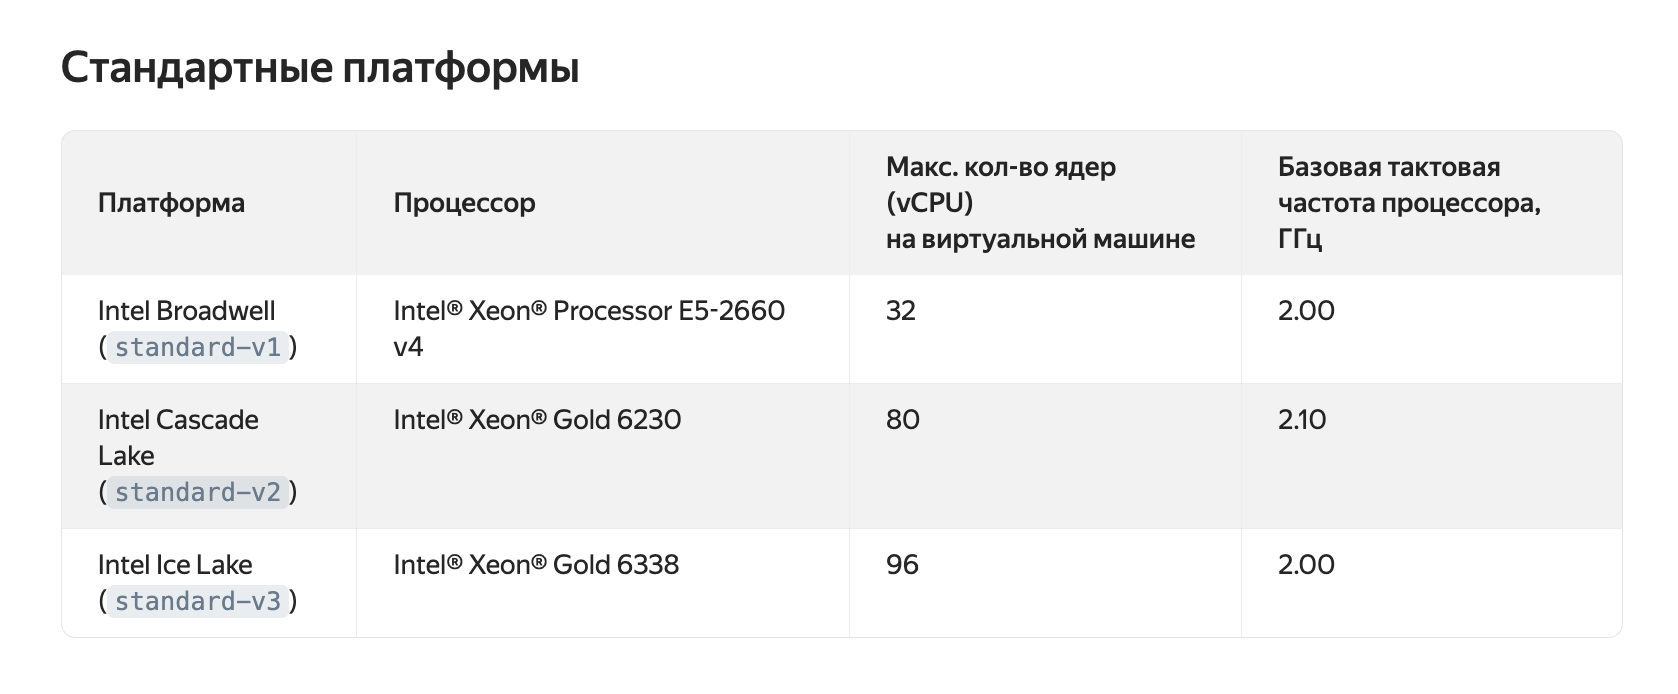 Стандартные платформы
Платформа
Процессор
Макс. кол-во ядер
(vCPU)
на виртуальной машине
Базовая тактовая
частота процессора,
ГГц
Intel Broadwell
(standard-v1)
Intel® Xeon® Processor E5-2660
v4
32
2.00
Intel Cascade
Lake
(standard-v2)
Intel® Xeon® Gold 6230
80
2.10
Intel Ice Lake
(standard-v3)
Intel® Xeon® Gold 6338
96
2.00